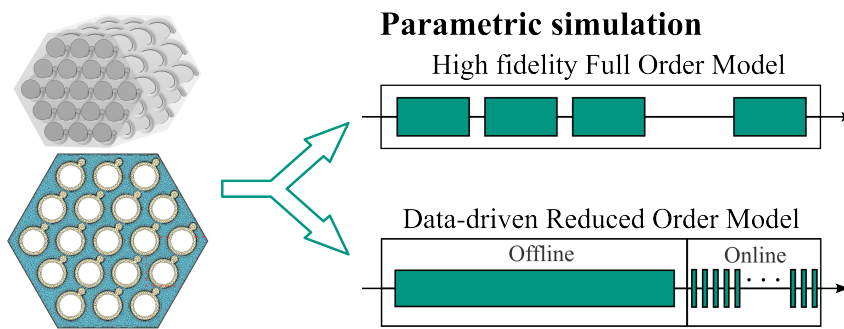 Parametric simulation
High fidelity Full Order Model
Data-driven Reduced Order Model
Offline
Online
. . .